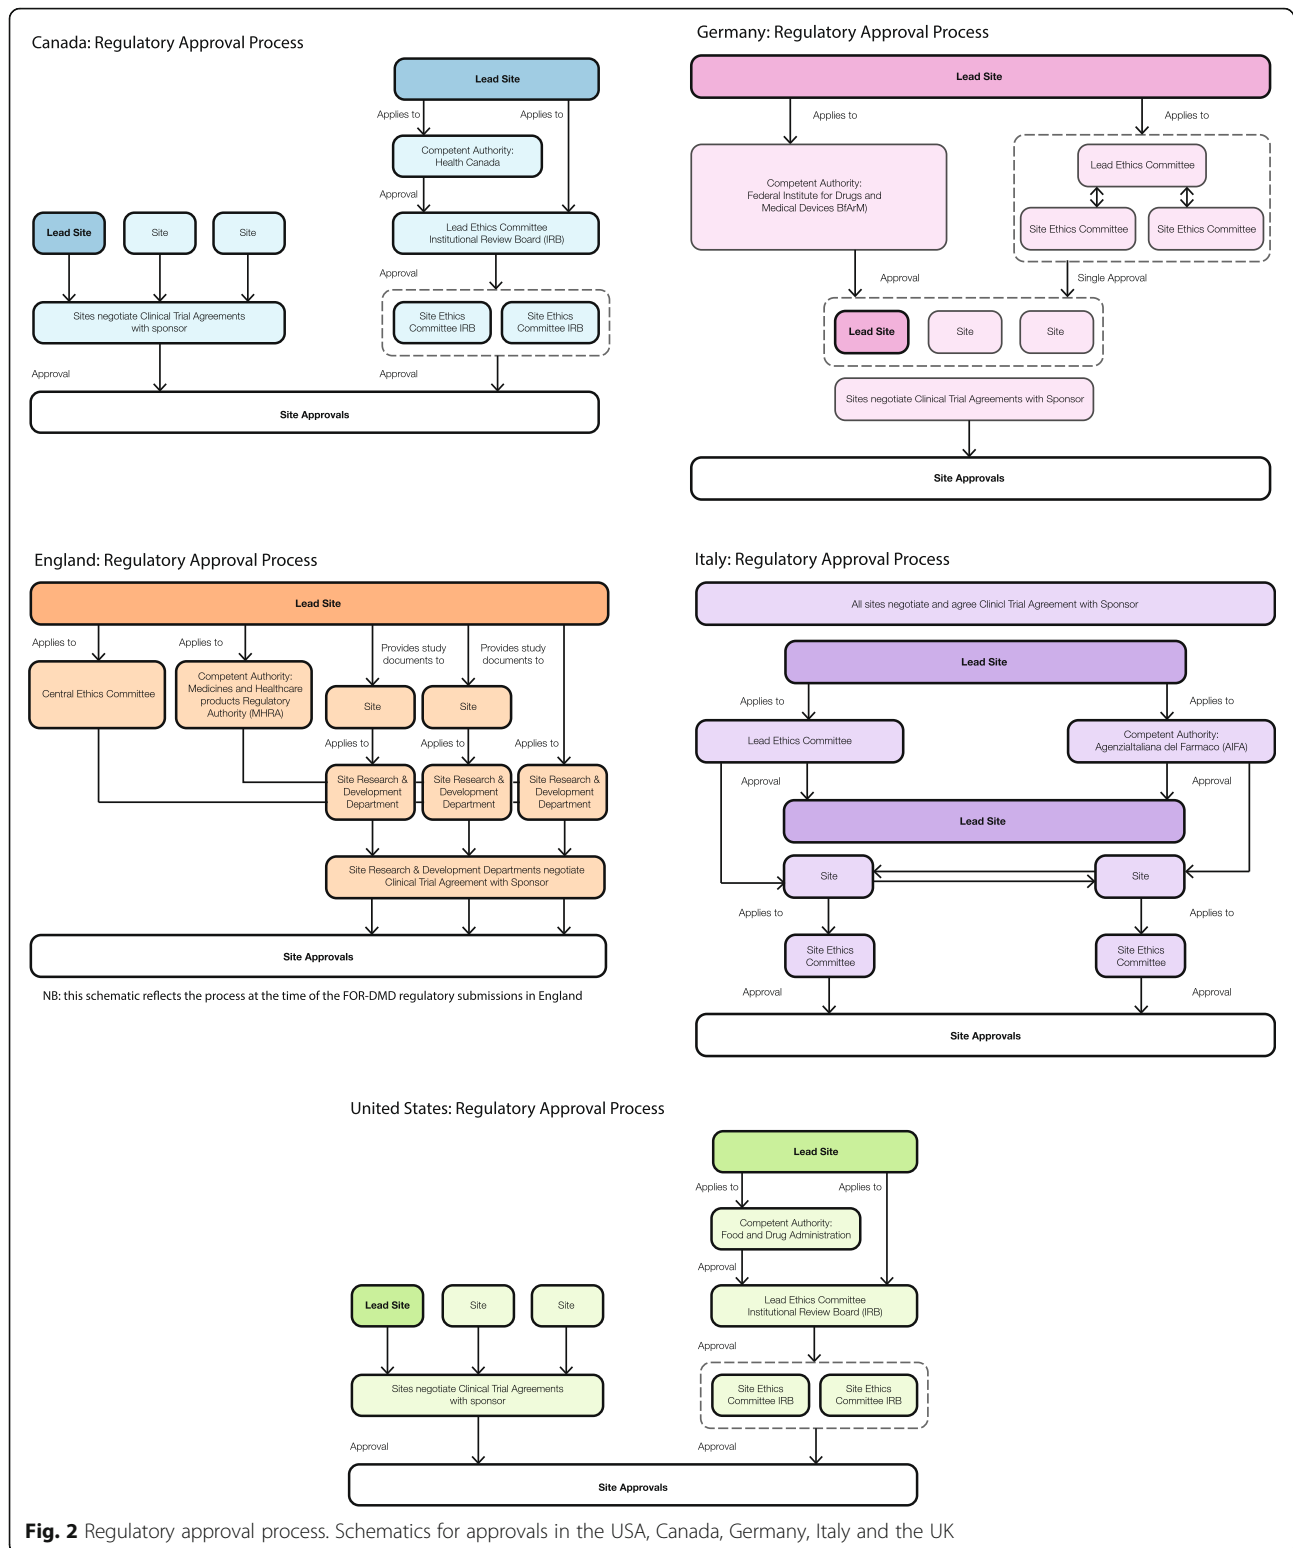 Canada: Regulatory Approval Process
Lead Site
Applies to
Applies to
Competent Authority:
Health Canada
Approval
Lead Ethics Committee
Institutional Review Board (IRB)
Lead Site
Site
Site
Approval
Sites negotiate Clinical Trial Agreements
with sponsor
Site Ethics
Committee IRB
Site Ethics
Committee IRB
Approval
Approval
Site Approvals
Germany: Regulatory Approval Process
Lead Site
Applies to
Applies to
Competent Authority:
Federal Institute for Drugs and
Medical Devices BfArM)
Lead Ethics Committee
Site Ethics Committee
Site Ethics Committee
Approval
Single Approval
Lead Site
Site
Site
Sites negotiate Clinical Trial Agreements with Sponsor
Site Approvals
England: Regulatory Approval Process
Lead Site
Applies to
Applies to
Provides study
documents to
Provides study
documents to
Central Ethics Committee
Competent Authority:
Medicines and Healthcare
products Regulatory
Authority (MHRA)
Site
Site
Applies to
Applies to
Applies to
Site Research &
Development
Department
Site Research &
Development
Department
Site Research &
Development
Department
Site Research & Development Departments negotiate
Clinical Trial Agreement with Sponsor
Site Approvals
NB: this schematic reflects the process at the time of the FOR-DMD regulatory submissions in England
Italy: Regulatory Approval Process
All sites negotiate and agree Clinicl Trial Agreement with Sponsor
Lead Site
Applies to
Applies to
Lead Ethics Committee
Competent Authority:
AgenziaItaliana del Farmaco (AIFA)
Approval
Approval
Lead Site
Site
Site
Applies to
Applies to
Site Ethics
Committee
Site Ethics
Committee
Approval
Approval
Site Approvals
United States: Regulatory Approval Process
Lead Site
Applies to
Applies to
Competent Authority:
Food and Drug Administration
Approval
Lead Ethics Committee
Institutional Review Board (IRB)
Lead Site
Site
Site
Approval
Sites negotiate Clinical Trial Agreements
with sponsor
Site Ethics
Committee IRB
Site Ethics
Committee IRB
Approval
Approval
Site Approvals
Fig. 2 Regulatory approval process. Schematics for approvals in the USA, Canada, Germany, Italy and the UK